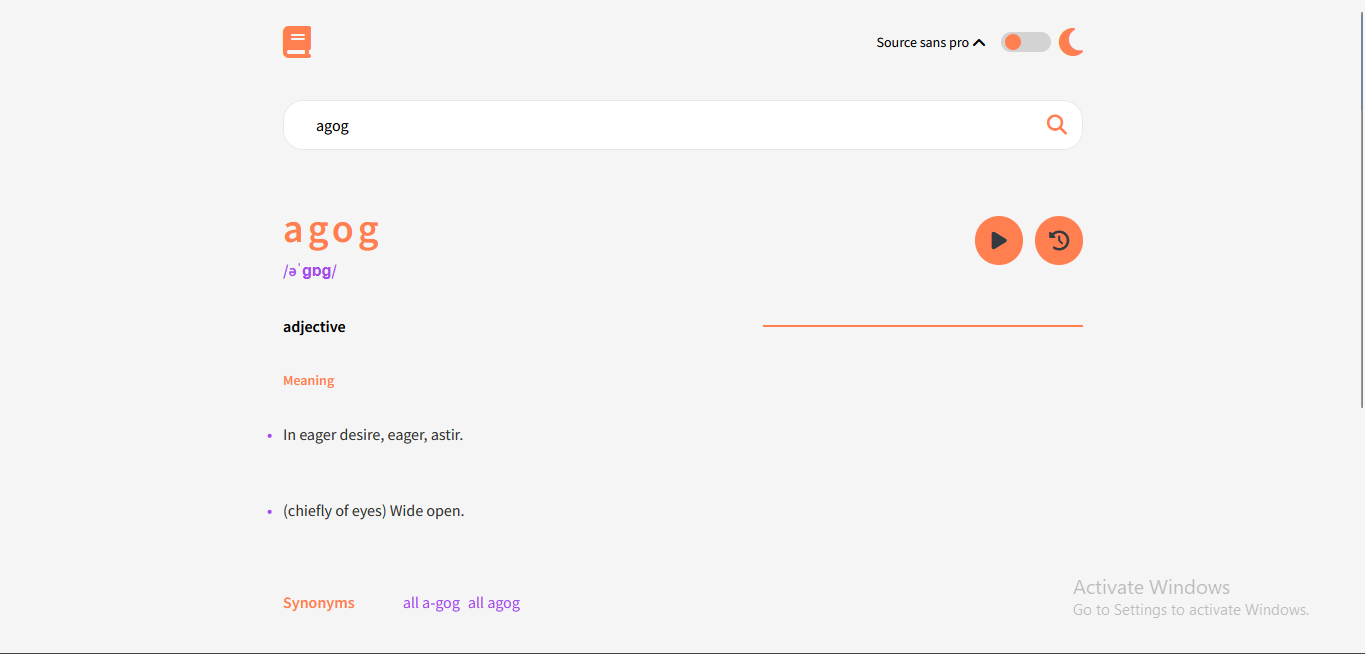 Source sans pro
agog
agog
/əˈɡɒɡ/
adjective
Meaning
In eager desire, eager, astir.
(chiefly of eyes) Wide open.
Synonyms all a-gog all agog
Activate Windows
Go to Settings to activate Windows.